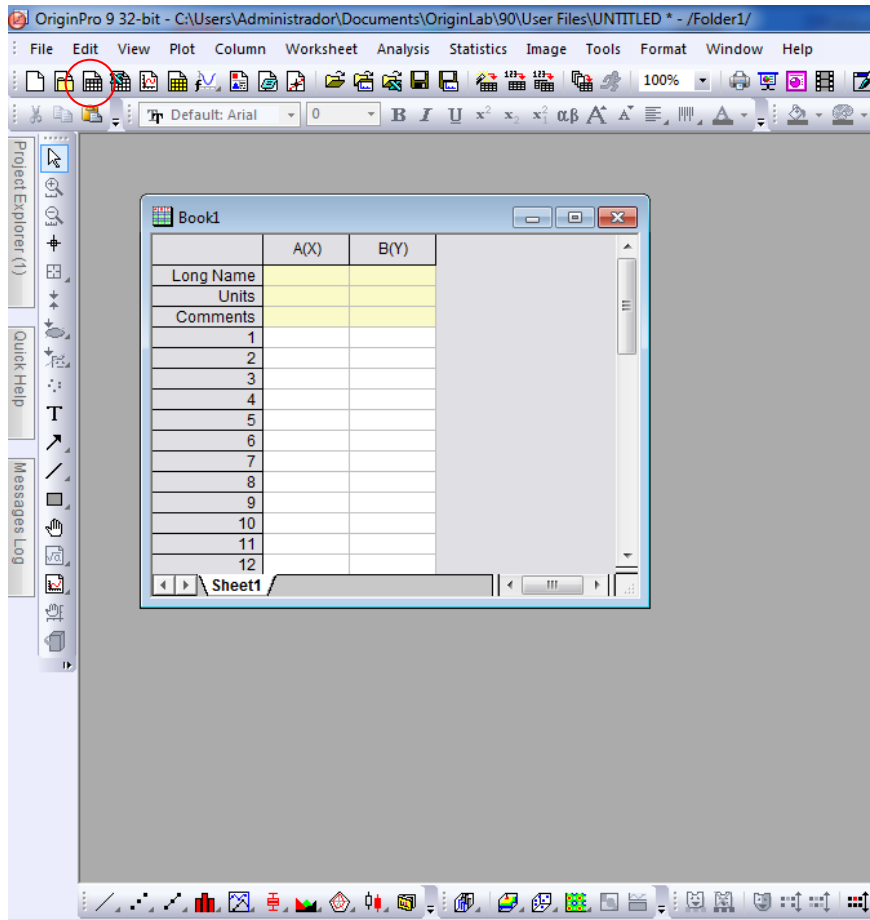 OriginPro 9 32-bit - C:\Users\Administrador\Documents\OriginLab\90\User Files\UNTITLED * - /Folder1/
File Edit View Plot Column Worksheet Analysis Statistics Image Tools Format Window Help
100%
Default: Arial 0 B I U x² x₂ αβ A A A
Project Explorer (1)
Quick Help
Messages Log
T
Book1
A(X) B(Y)
Long Name
Units
Comments
1
2
3
4
5
6
7
8
9
10
11
12
Sheet1